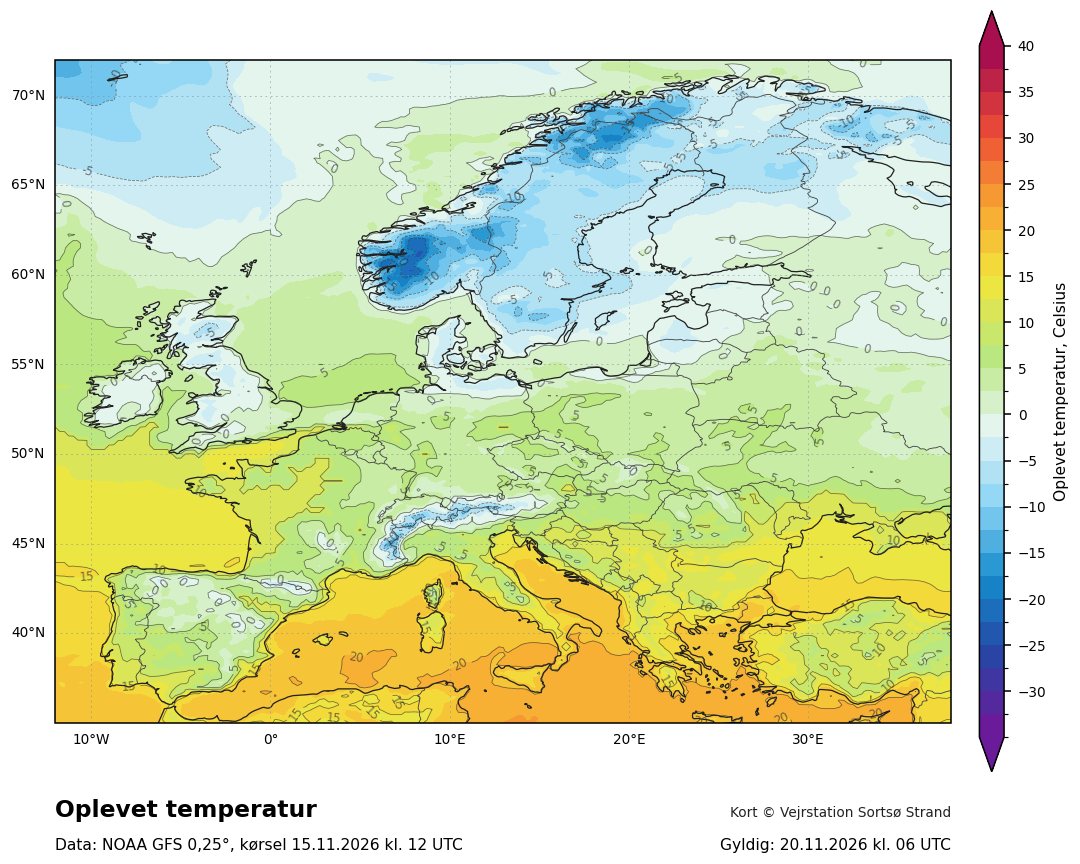 70°N
65°N
60°N
55°N
50°N
45°N
40°N
10°W
0°
10°E
20°E
30°E
40
35
30
25
20
15
10
5
0
−5
−10
−15
−20
−25
−30
Oplevet temperatur, Celsius
Oplevet temperatur
Kort © Vejrstation Sortsø Strand
Data: NOAA GFS 0,25°, kørsel 15.11.2026 kl. 12 UTC
Gyldig: 20.11.2026 kl. 06 UTC